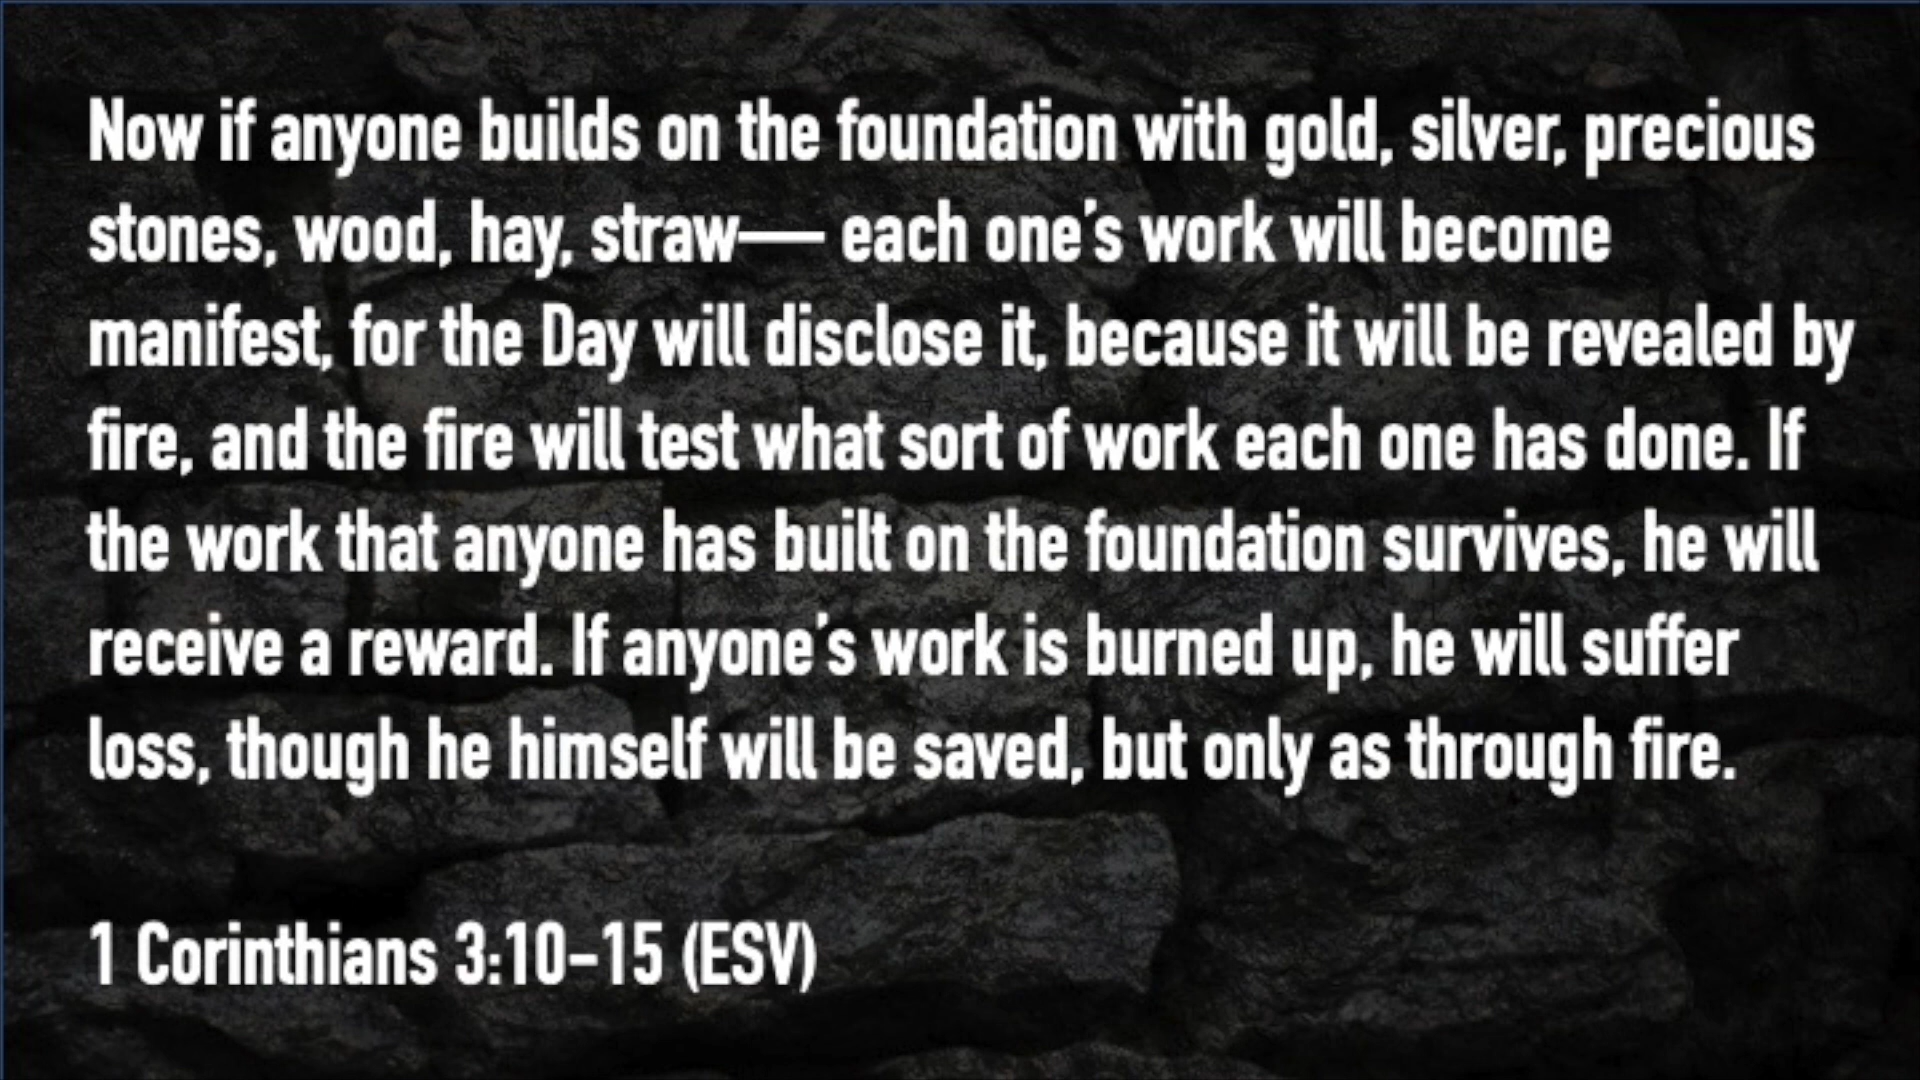 Now if anyone builds on the foundation with gold, silver, precious
stones, wood, hay, straw— each one's work will become
manifest, for the Day will disclose it, because it will be revealed by
fire, and the fire will test what sort of work each one has done. If
the work that anyone has built on the foundation survives, he will
receive a reward. If anyone's work is burned up, he will suffer
loss, though he himself will be saved, but only as through fire.
1 Corinthians 3:10–15 (ESV)